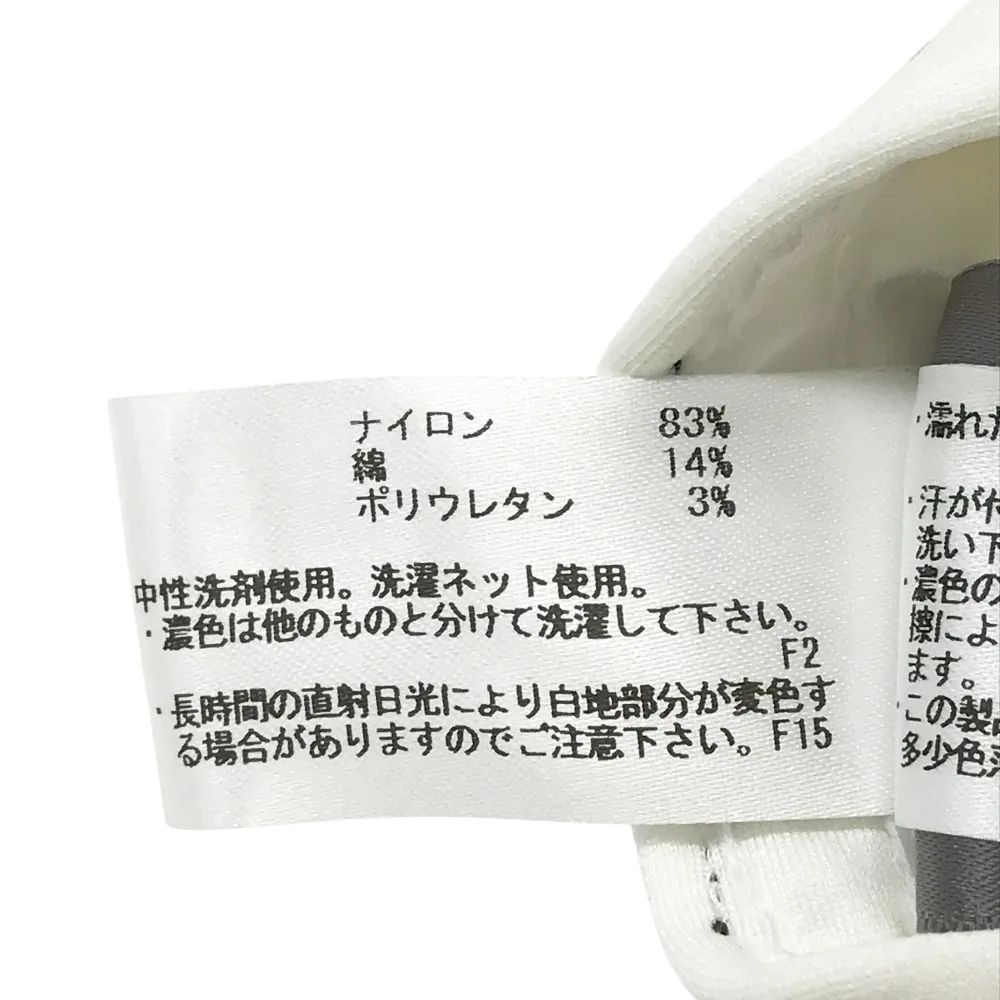 ナイロン 83%
綿 14%
ポリウレタン 3%
中性洗剤使用。洗濯ネット使用。
・濃色は他のものと分けて洗濯して下さい。
F2
・長時間の直射日光により白地部分が変色す
る場合がありますのでご注意下さい。F15
・濡れた
・汗が付
洗い下
・濃色の
擦によ
ます。
この製品
多少色